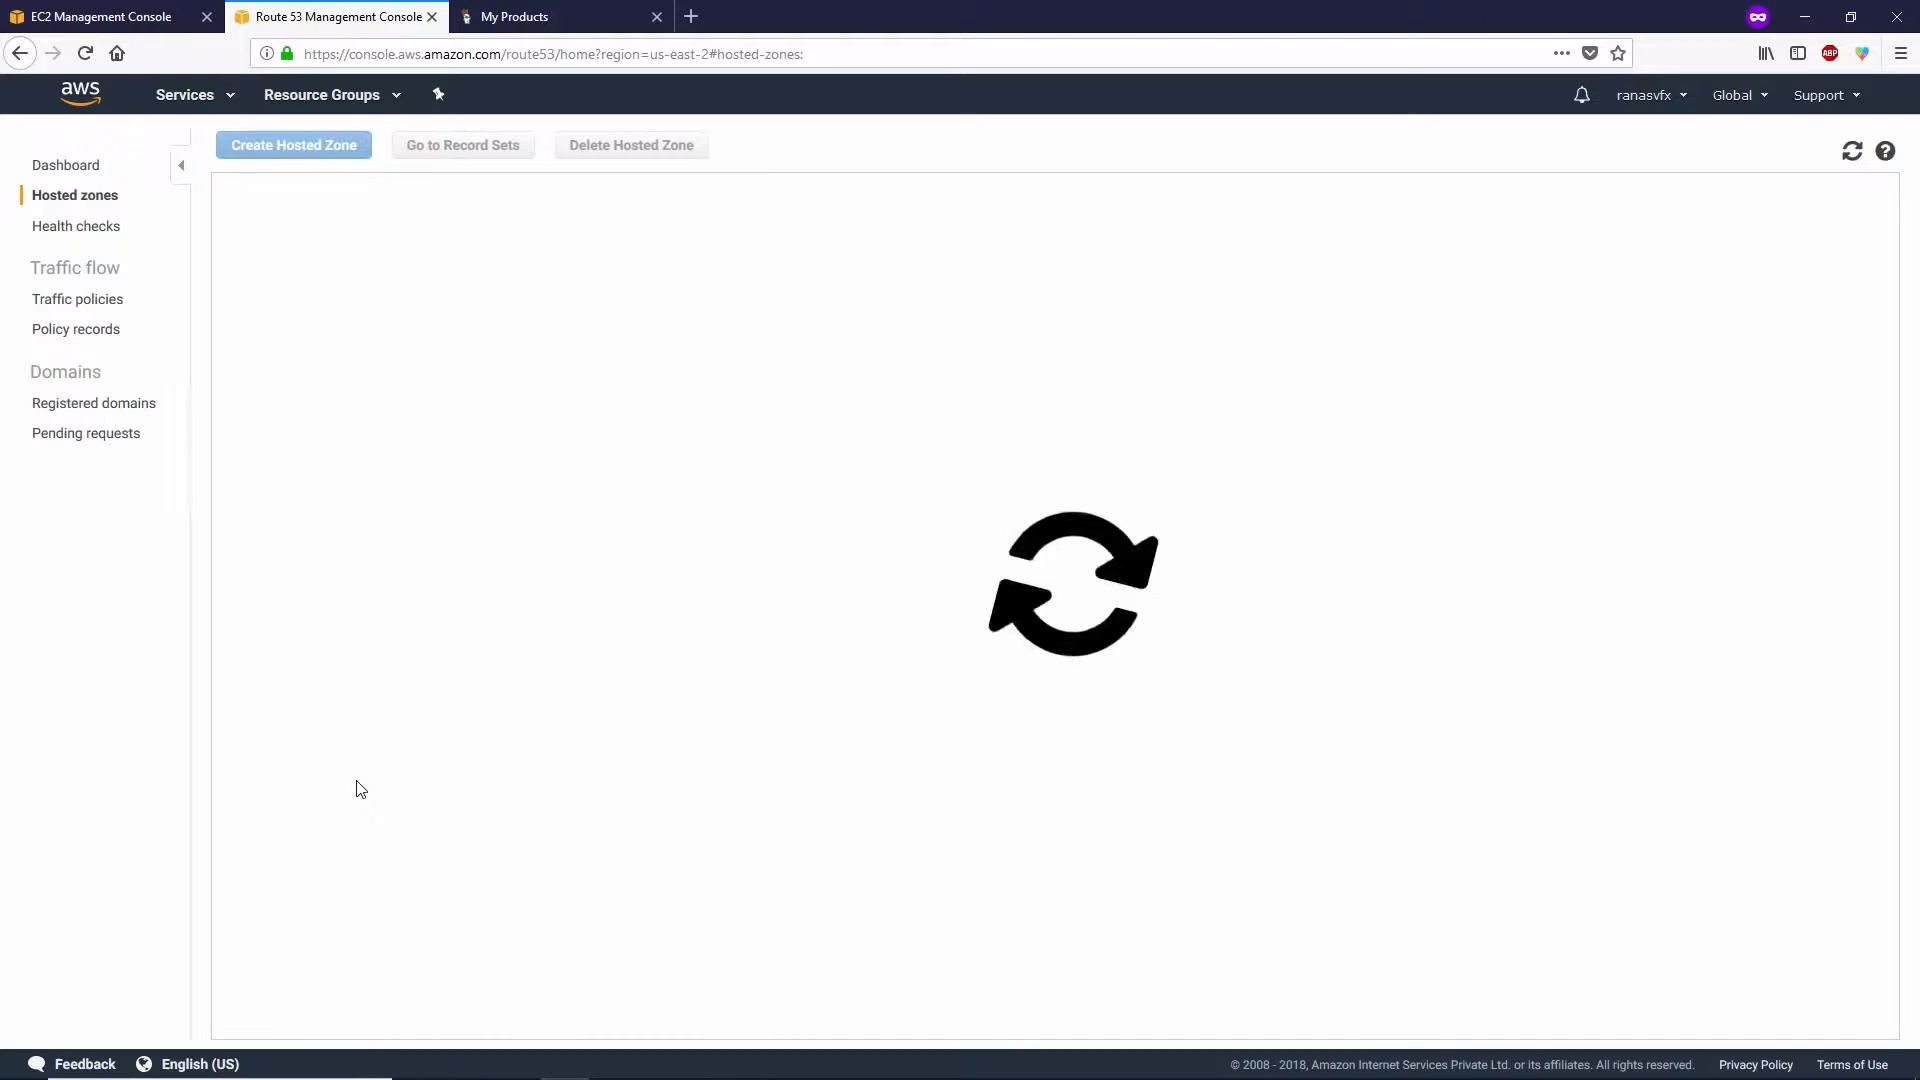 EC2 Management Console
Route 53 Management Console
My Products
https://console.aws.amazon.com/route53/home?region=us-east-2#hosted-zones:
ABP
aws
Services
Resource Groups
ranasvfx
Global
Support
Create Hosted Zone
Go to Record Sets
Delete Hosted Zone
Dashboard
Hosted zones
Health checks
Traffic flow
Traffic policies
Policy records
Domains
Registered domains
Pending requests
Feedback
English (US)
© 2008 - 2018, Amazon Internet Services Private Ltd. or its affiliates. All rights reserved.
Privacy Policy
Terms of Use